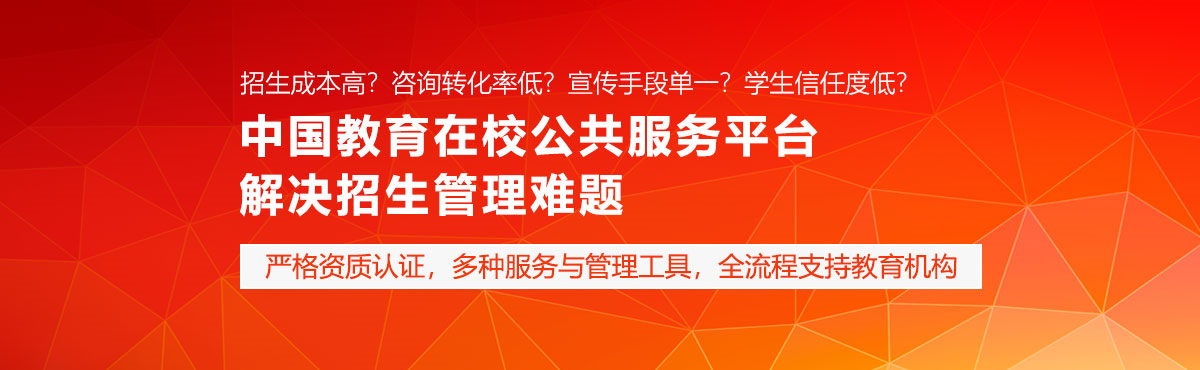 招生成本高？咨询转化率低？宣传手段单一？学生信任度低？
中国教育在校公共服务平台
解决招生管理难题
严格资质认证，多种服务与管理工具，全流程支持教育机构